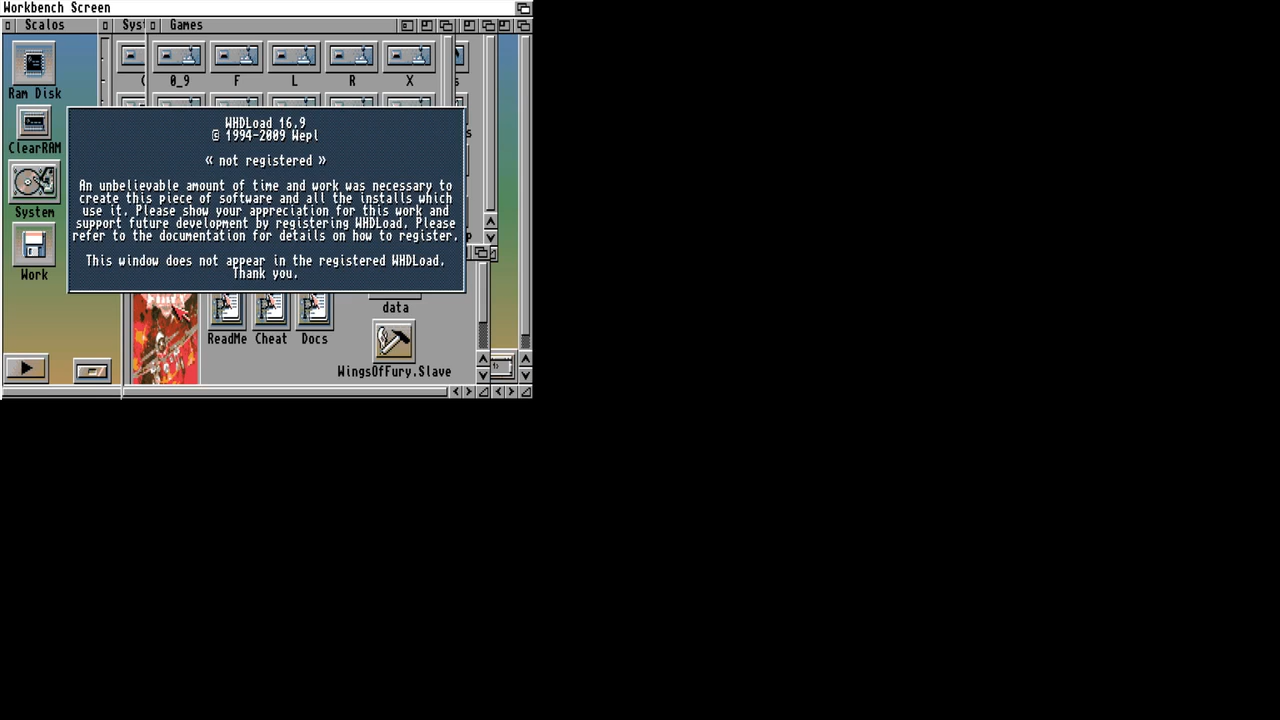 Workbench Screen
Scalos
Syst
Games
0_9
F
L
R
X
s
Ram Disk
ClearRAM
System
Work
WHDLoad 16.9
© 1994-2009 Wepl
« not registered »
An unbelievable amount of time and work was necessary to
create this piece of software and all the installs which
use it. Please show your appreciation for this work and
support future development by registering WHDLoad. Please
refer to the documentation for details on how to register.
This window does not appear in the registered WHDLoad.
Thank you.
data
ReadMe
Cheat
Docs
WingsOfFury.Slave